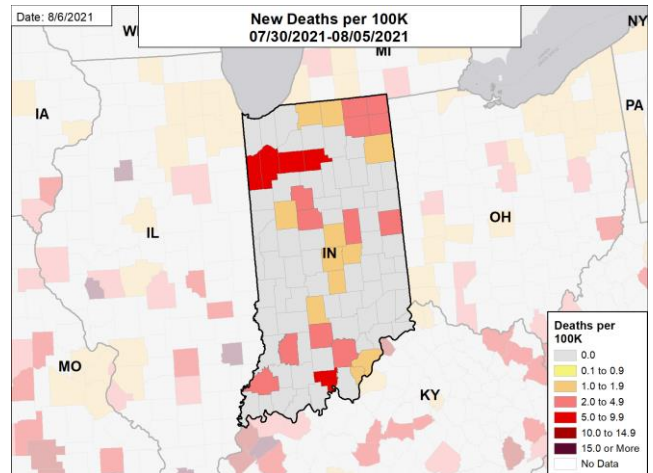 Date: 8/6/2021
New Deaths per 100K
07/30/2021-08/05/2021
WI
MI
NY
IA
PA
IL
IN
OH
MO
KY
Deaths per
100K
0.0
0.1 to 0.9
1.0 to 1.9
2.0 to 4.9
5.0 to 9.9
10.0 to 14.9
15.0 or More
No Data